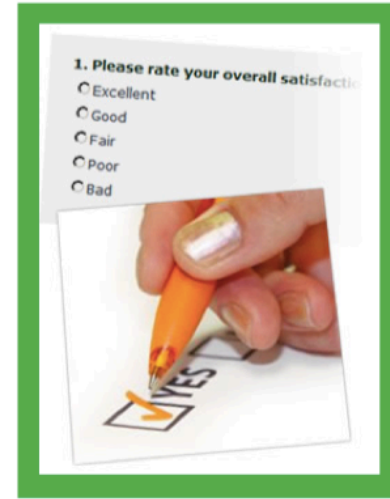 1. Please rate your overall satisfactio
Excellent
Good
Fair
Poor
Bad
YES